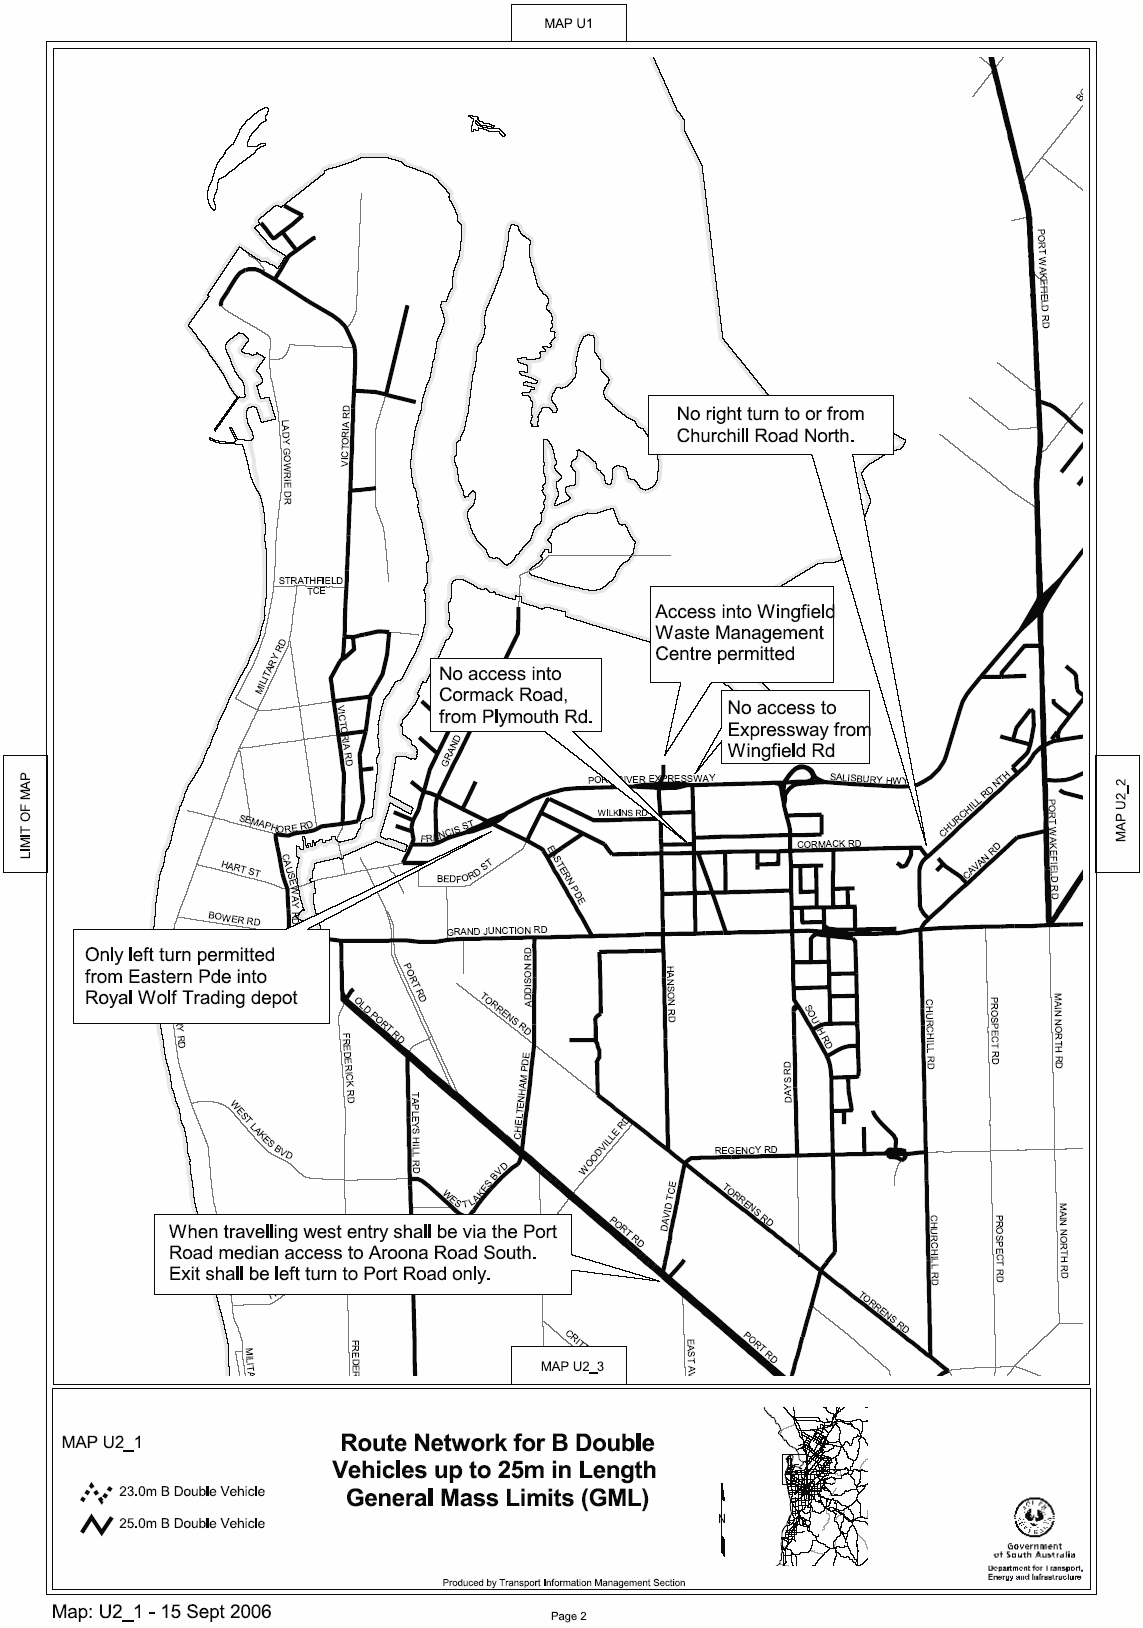 MAP U1
PORT WAKEFIELD RD
No right turn to or from
Churchill Road North.
LADY GOWRIE DR
VICTORIA RD
STRATHFIELD
TCE
MILITARY RD
Access into Wingfield
Waste Management
Centre permitted
No access into
Cormack Road,
from Plymouth Rd.
No access to
Expressway from
Wingfield Rd
VICTORIA RD
GRAND
LIMIT OF MAP
MAP U2_2
PORT RIVER EXPRESSWAY
SALISBURY HWY
WILKINS RD
CHURCHILL RD NTH
PORT WAKEFIELD RD
SEMAPHORE RD
FRANCIS ST
CORMACK RD
CAVAN RD
HART ST
CAUSEWAY RD
BEDFORD ST
EASTERN PDE
BOWER RD
GRAND JUNCTION RD
Only left turn permitted
from Eastern Pde into
Royal Wolf Trading depot
PORT RD
ADDISON RD
TORRENS RD
HANSON RD
OLD PORT RD
SOUTH RD
CHURCHILL RD
PROSPECT RD
MAIN NORTH RD
RY RD
FREDERICK RD
CHELTENHAM PDE
DAYS RD
TAPLEYS HILL RD
WEST LAKES BVD
WOODVILLE RD
REGENCY RD
WEST LAKES BVD
DAVID TCE
TORRENS RD
When travelling west entry shall be via the Port
Road median access to Aroona Road South.
Exit shall be left turn to Port Road only.
PORT RD
CHURCHILL RD
PROSPECT RD
MAIN NORTH RD
TORRENS RD
PORT RD
MILITA
FREDER
CRIT
EAST AV
MAP U2_3
MAP U2_1
23.0m B Double Vehicle
25.0m B Double Vehicle
Route Network for B Double
Vehicles up to 25m in Length
General Mass Limits (GML)
N
Government
of South Australia
Department for Transport,
Energy and Infrastructure
Produced by Transport Information Management Section
Map: U2_1 - 15 Sept 2006
Page 2